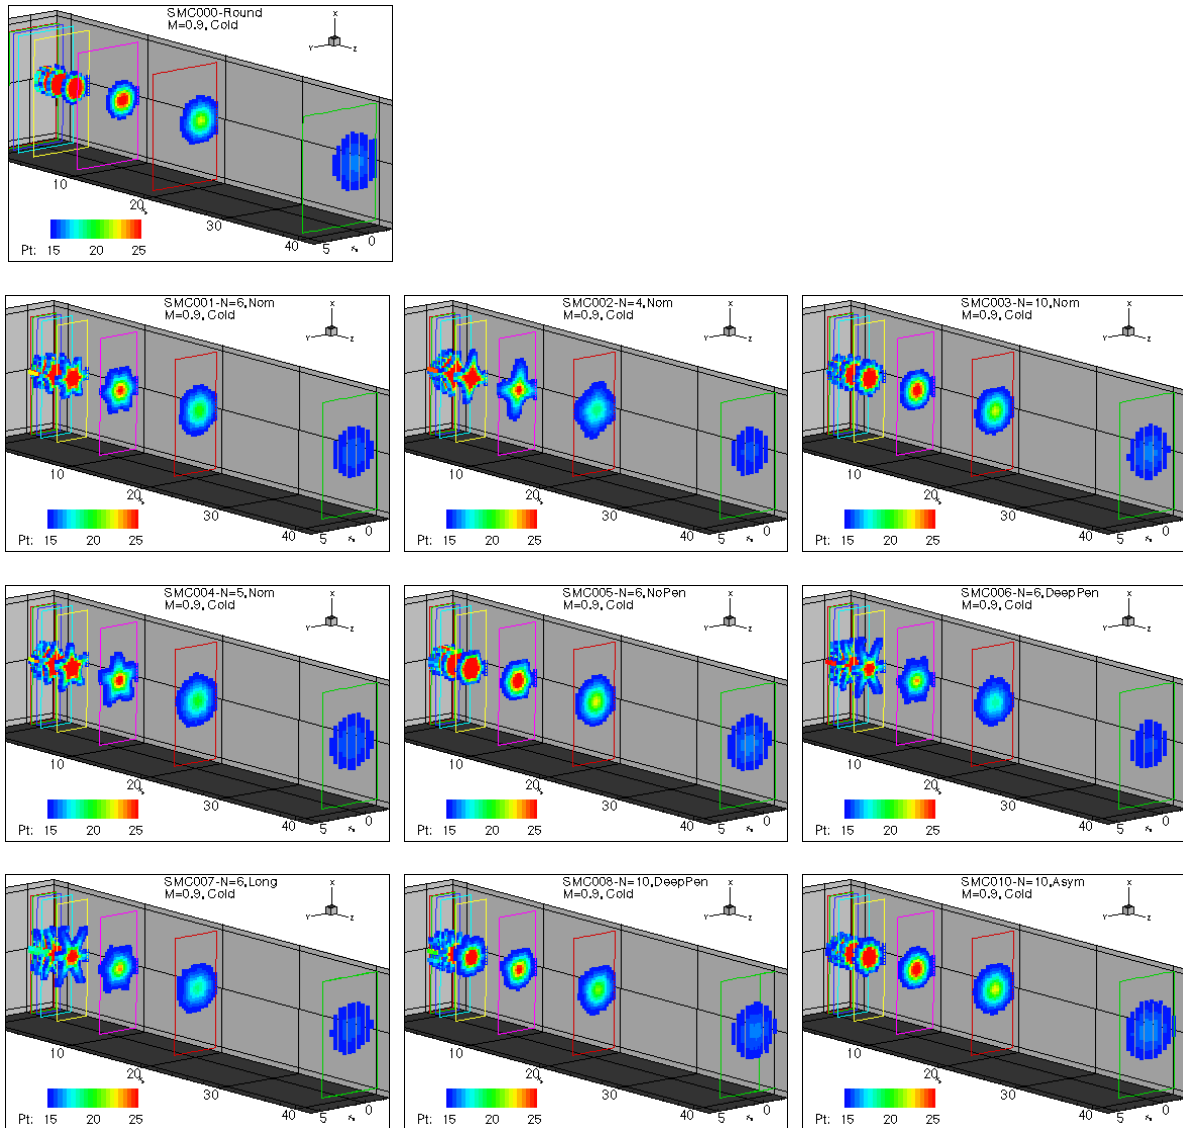 SMC000-Round
M=0.9, Cold
X
Y Z
10
20
30
40 5 0
Pt: 15 20 25
SMC001-N=6,Nom
M=0.9, Cold
X
Y Z
10
20
30
40 5 0
Pt: 15 20 25
SMC002-N=4,Nom
M=0.9, Cold
X
Y Z
10
20
30
40 5 0
Pt: 15 20 25
SMC003-N=10,Nom
M=0.9, Cold
X
Y Z
10
20
30
40 5 0
Pt: 15 20 25
SMC004-N=5,Nom
M=0.9, Cold
X
Y Z
10
20
30
40 5 0
Pt: 15 20 25
SMC005-N=6,NoPen
M=0.9, Cold
X
Y Z
10
20
30
40 5 0
Pt: 15 20 25
SMC006-N=6,DeepPen
M=0.9, Cold
X
Y Z
10
20
30
40 5 0
Pt: 15 20 25
SMC007-N=6,Long
M=0.9, Cold
X
Y Z
10
20
30
40 5 0
Pt: 15 20 25
SMC008-N=10,DeepPen
M=0.9, Cold
X
Y Z
10
20
30
40 5 0
Pt: 15 20 25
SMC010-N=10,Asym
M=0.9, Cold
X
Y Z
10
20
30
40 5 0
Pt: 15 20 25